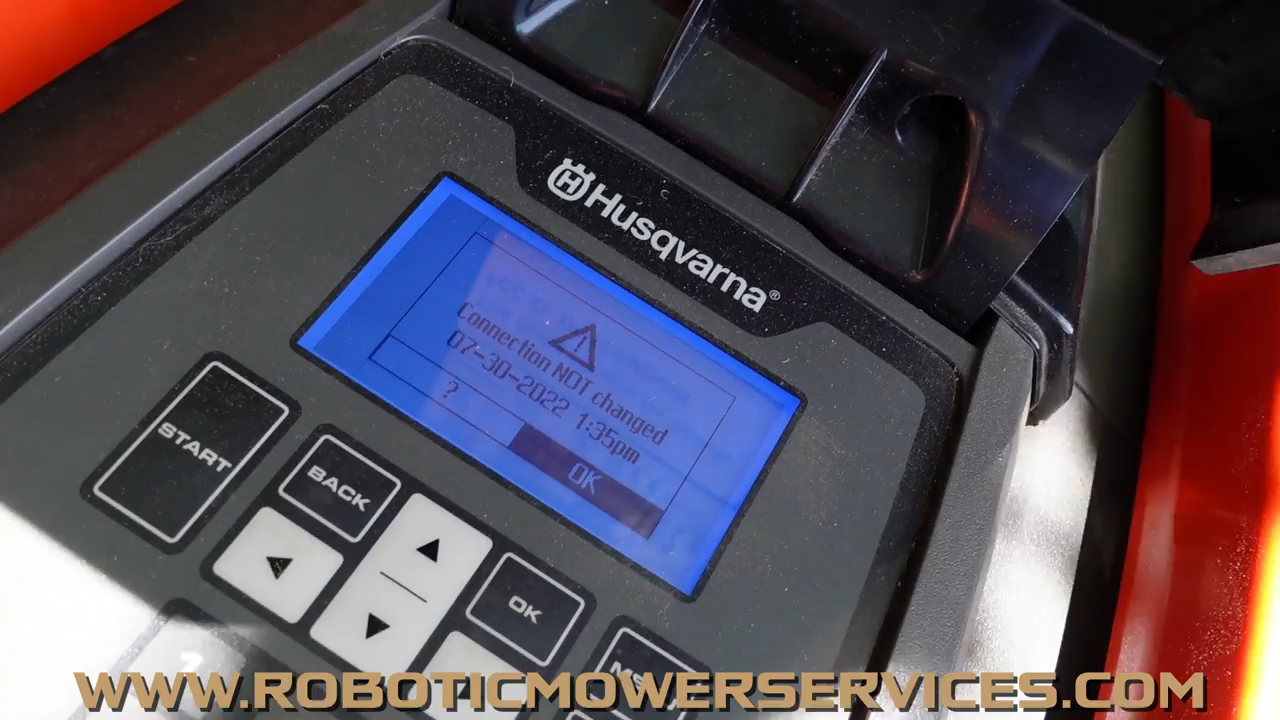 Husqvarna®
Connection NOT changed
07-30-2022 1:35pm
?
OK
START
BACK
OK
WWW.ROBOTICMOWERSERVICES.COM